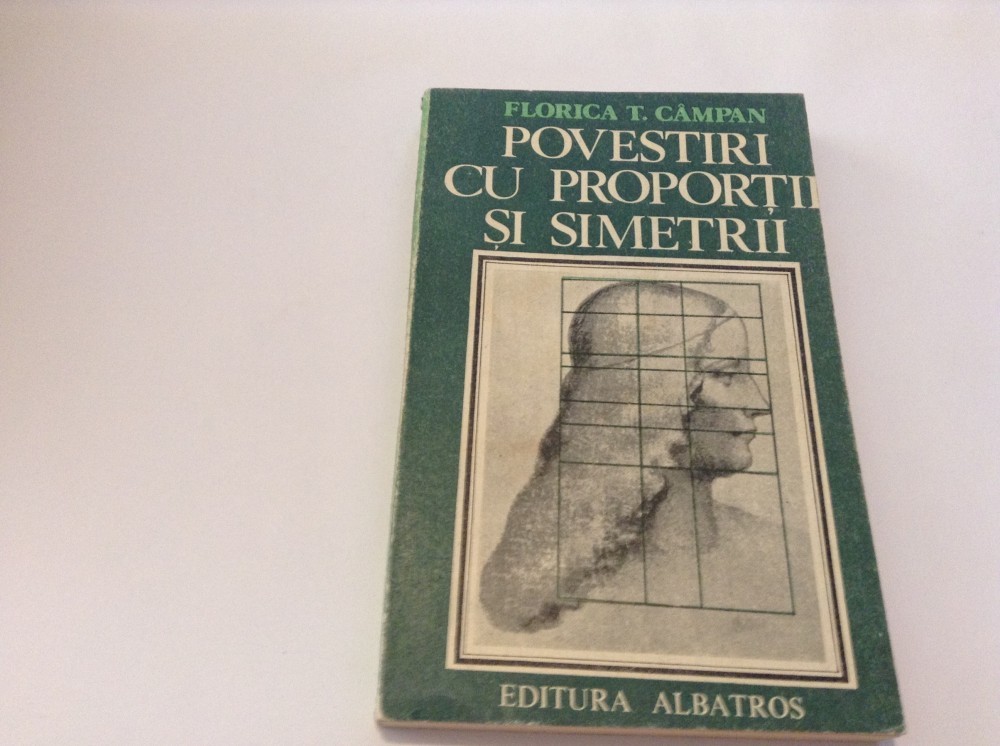 FLORICA T. CÂMPAN
POVESTIRI
CU PROPORȚII
ȘI SIMETRII
EDITURA ALBATROS